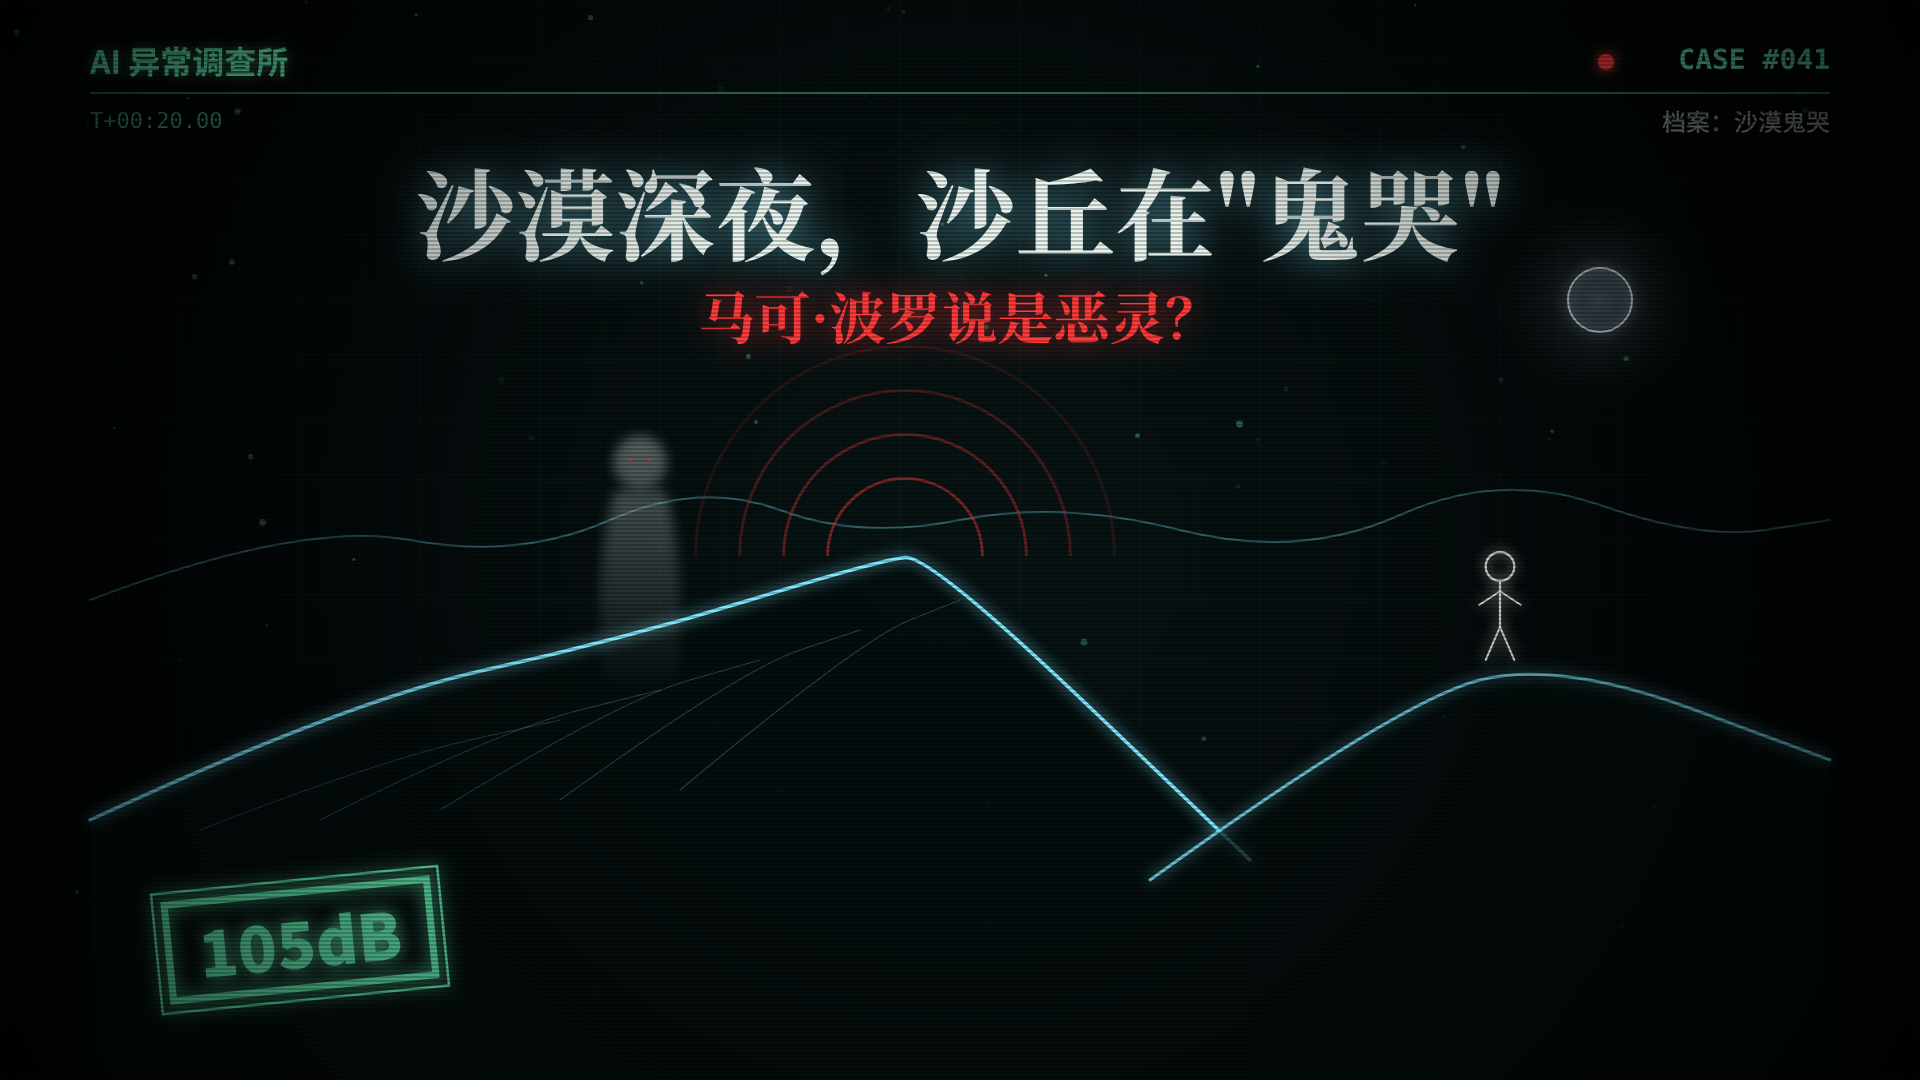 AI 异常调查所
CASE #041
T+00:20.00
档案：沙漠鬼哭
沙漠深夜，沙丘在"鬼哭"
马可·波罗说是恶灵？
105dB